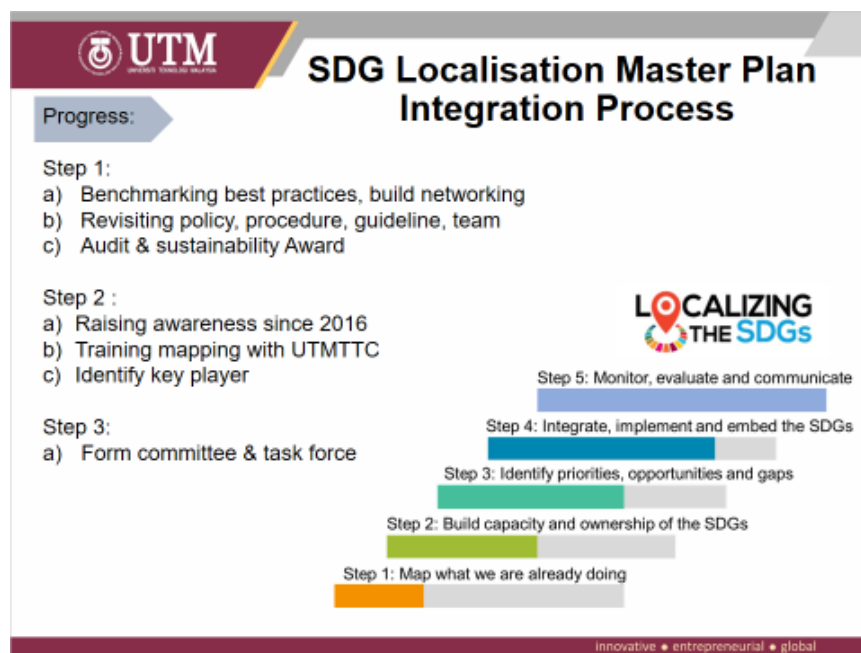 UTM
UNIVERSITI TEKNOLOGI MALAYSIA
SDG Localisation Master Plan
Integration Process
Progress:
Step 1:
a) Benchmarking best practices, build networking
b) Revisiting policy, procedure, guideline, team
c) Audit & sustainability Award
Step 2 :
a) Raising awareness since 2016
b) Training mapping with UTMTTC
c) Identify key player
Step 3:
a) Form committee & task force
LOCALIZING
THE SDGs
Step 5: Monitor, evaluate and communicate
Step 4: Integrate, implement and embed the SDGs
Step 3: Identify priorities, opportunities and gaps
Step 2: Build capacity and ownership of the SDGs
Step 1: Map what we are already doing
innovative ● entrepreneurial ● global